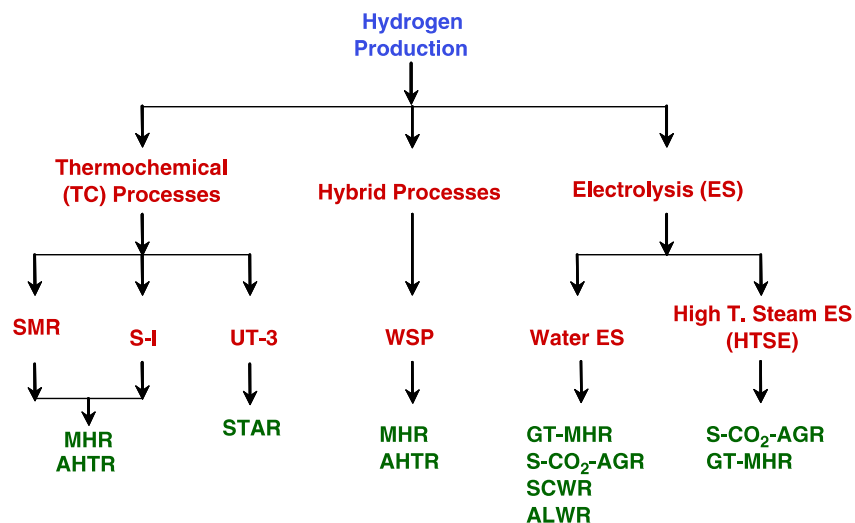 Hydrogen
Production
Thermochemical
(TC) Processes
Hybrid Processes
Electrolysis (ES)
SMR
S-I
UT-3
WSP
Water ES
High T. Steam ES
(HTSE)
MHR
AHTR
STAR
MHR
AHTR
GT-MHR
S-CO₂-AGR
SCWR
ALWR
S-CO₂-AGR
GT-MHR